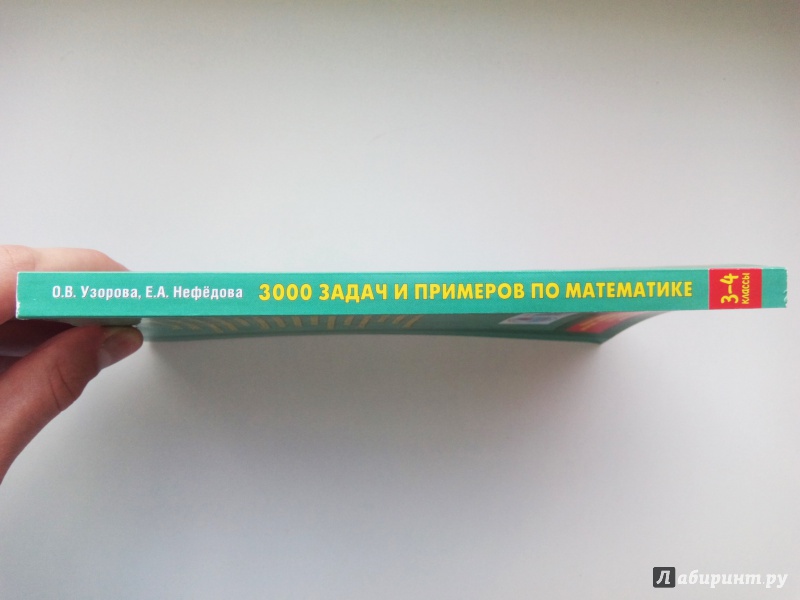 О.В. Узорова, Е.А. Нефёдова 3000 ЗАДАЧ И ПРИМЕРОВ ПО МАТЕМАТИКЕ
3–4
классы
Лабиринт.ру